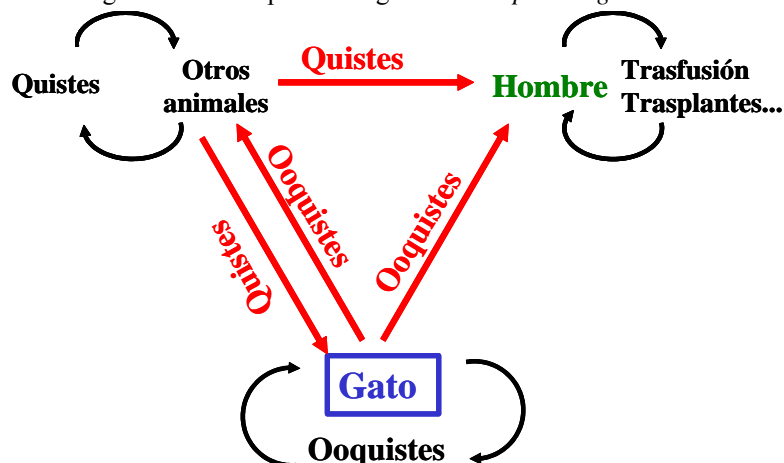 Quistes
Otros
animales
Quistes
Hombre
Trasfusión
Trasplantes...
Quistes
Ooquistes
Ooquistes
Gato
Ooquistes